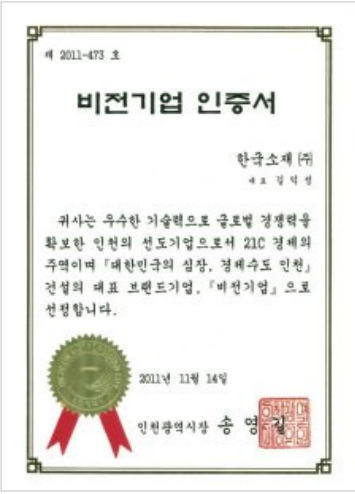 제 2011-473 호
비전기업 인증서
한국소재 (주)
대표 김익성
귀사는 우수한 기술력으로 글로벌 경쟁력을
확보한 인천의 선도기업으로서 21C 경제의
주역이며 「대한민국의 심장, 경제수도 인천」
건설의 대표 브랜드기업, 「비전기업」으로
선정합니다.
2011년 11월 14일
인천광역시장 송영길